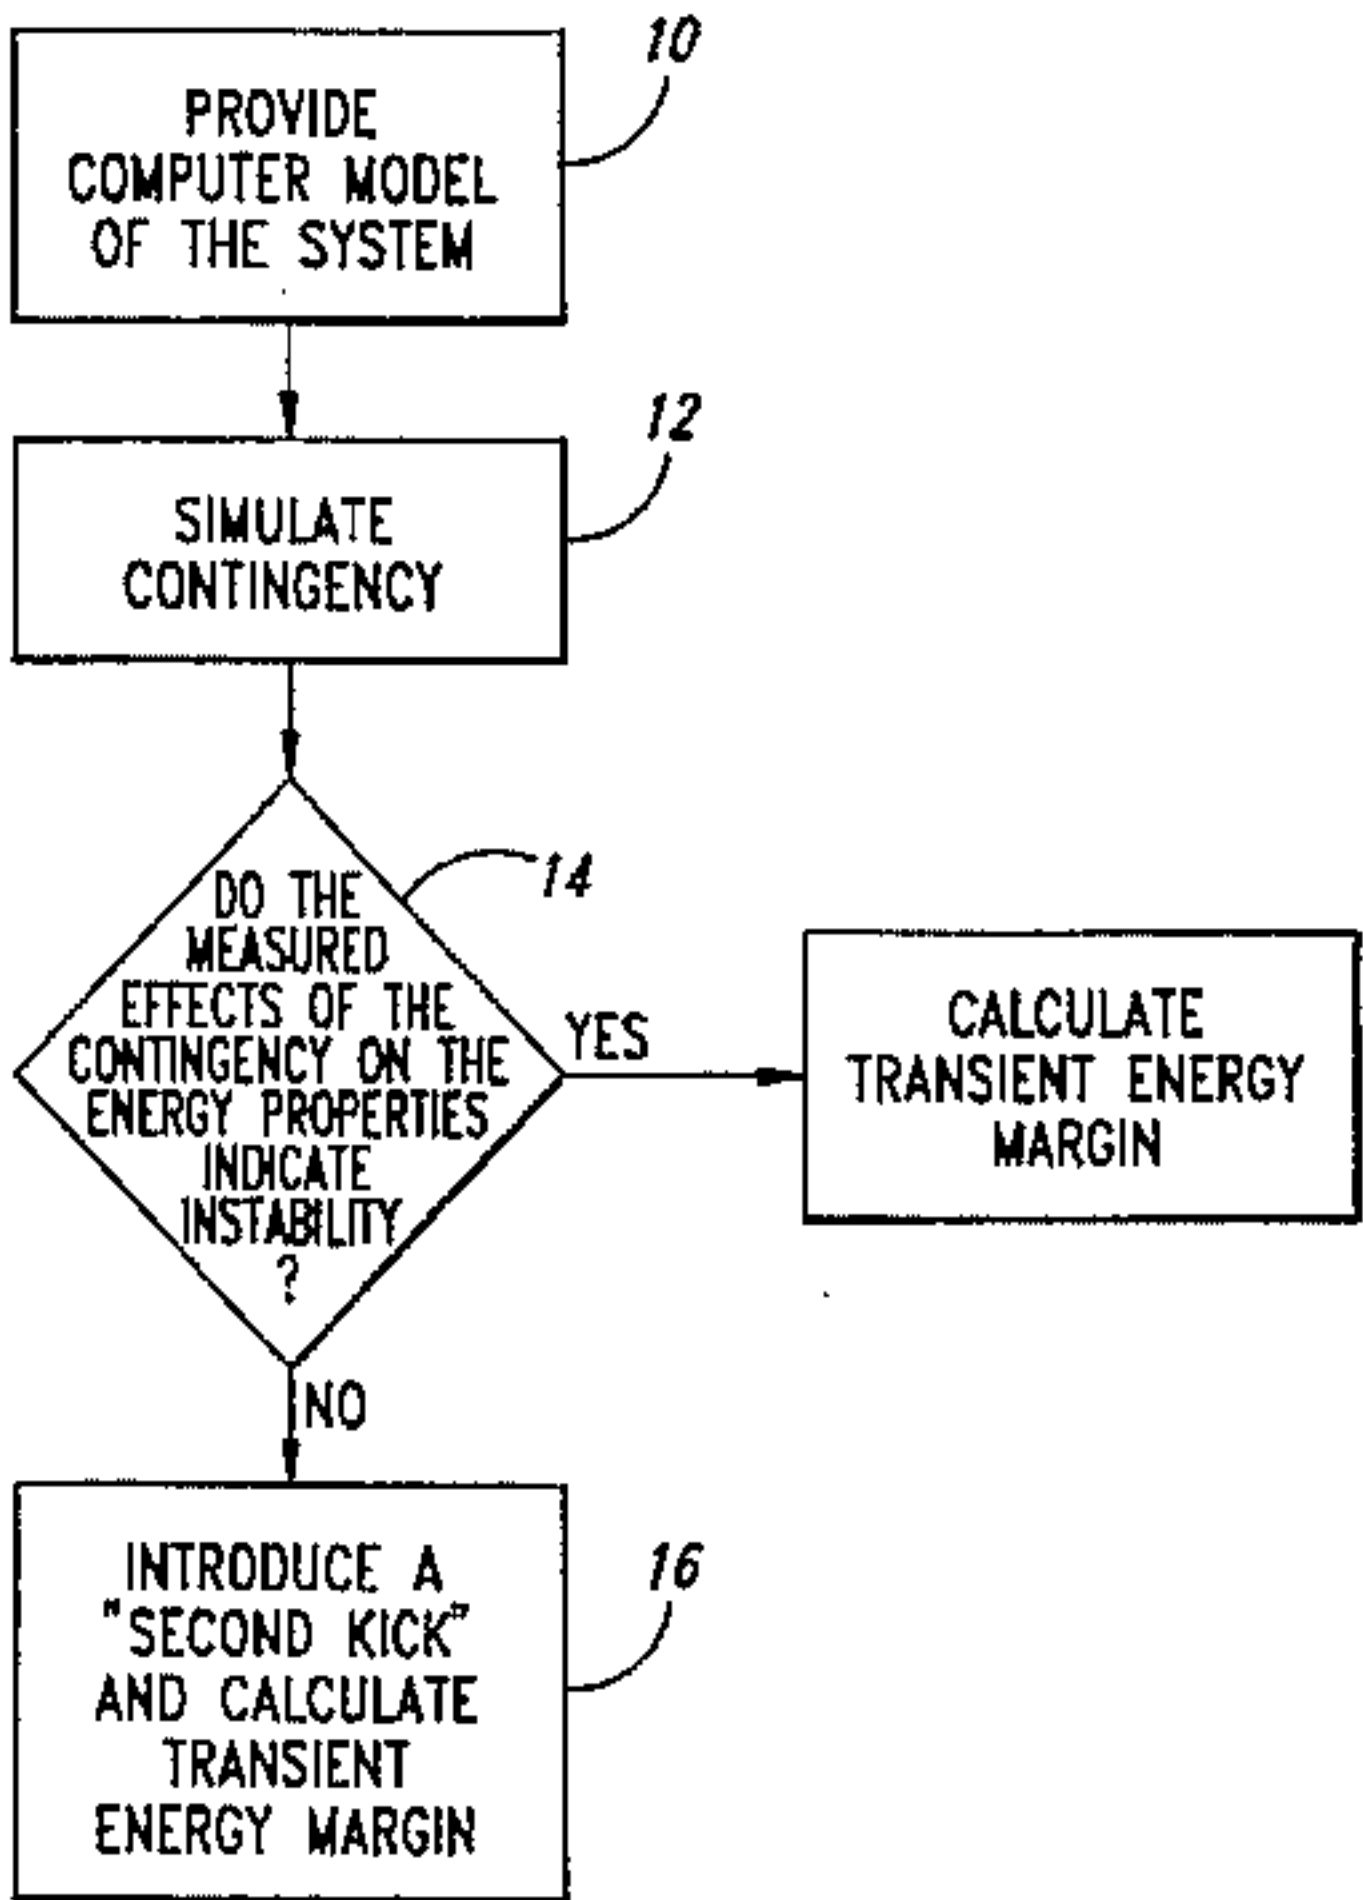 10
PROVIDE
COMPUTER MODEL
OF THE SYSTEM
12
SIMULATE
CONTINGENCY
14
DO THE
MEASURED
EFFECTS OF THE
CONTINGENCY ON THE
ENERGY PROPERTIES
INDICATE
INSTABILITY
?
YES
CALCULATE
TRANSIENT ENERGY
MARGIN
NO
16
INTRODUCE A
"SECOND KICK"
AND CALCULATE
TRANSIENT
ENERGY MARGIN